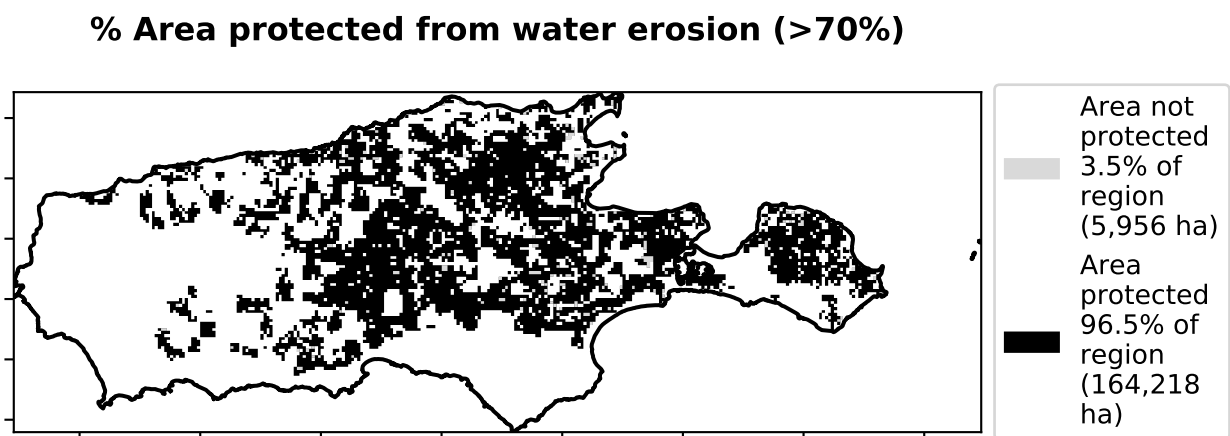 % Area protected from water erosion (>70%)
Area not
protected
3.5% of
region
(5,956 ha)
Area
protected
96.5% of
region
(164,218
ha)